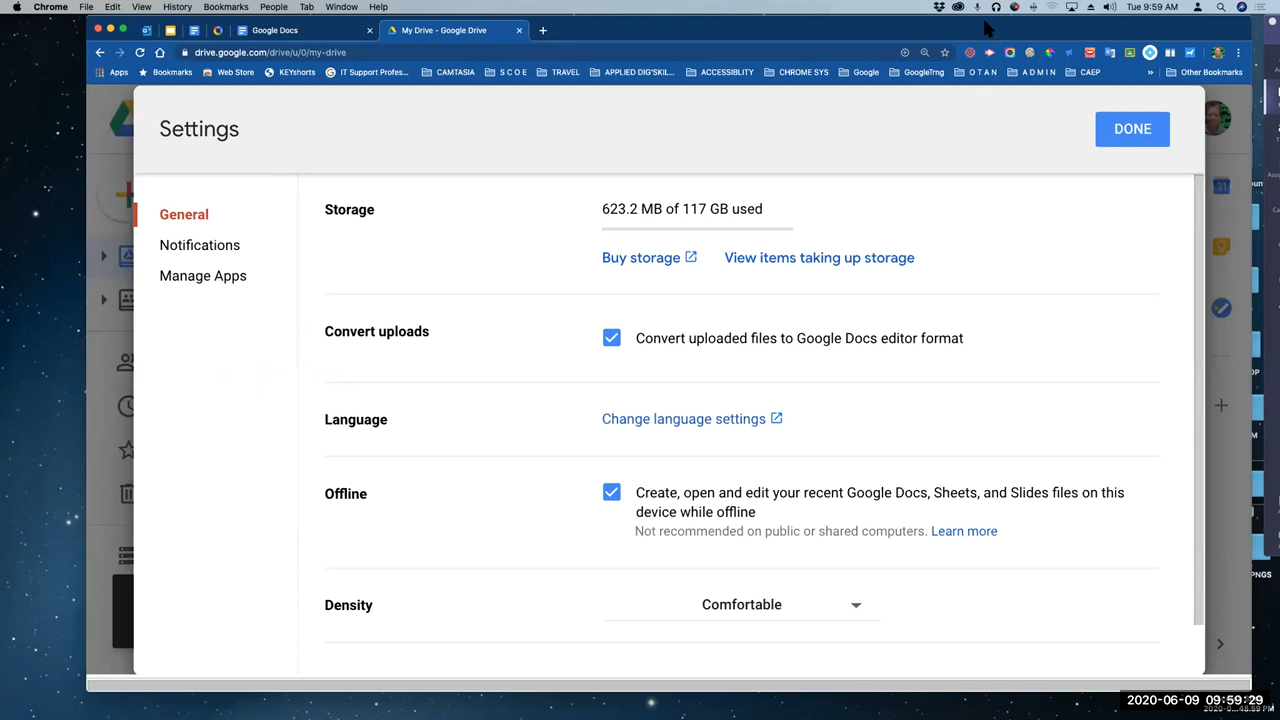 Chrome File Edit View History Bookmarks People Tab Window Help Tue 9:59 AM
Google Docs × My Drive - Google Drive × +
drive.google.com/drive/u/0/my-drive
Apps Bookmarks Web Store KEYshorts IT Support Profes... CAMTASIA S C O E TRAVEL APPLIED DIG'SKIL... ACCESSIBLITY CHROME SYS Google GoogleTrng O T A N A D M I N CAEP » Other Bookmarks
Settings
DONE
General
Notifications
Manage Apps
Storage
623.2 MB of 117 GB used
Buy storage View items taking up storage
Convert uploads
Convert uploaded files to Google Docs editor format
Language
Change language settings
Offline
Create, open and edit your recent Google Docs, Sheets, and Slides files on this
device while offline
Not recommended on public or shared computers. Learn more
Density
Comfortable
PNGS
2020-06-09 09:59:29